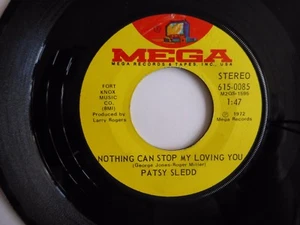 MEGA
MEGA RECORDS & TAPES, INC., USA
FORT
KNOX
MUSIC
CO.
(BMI)
Produced by
Larry Rogers
STEREO
615-0085
1:47
Ⓟ 1972
Mega Records
NOTHING CAN STOP MY LOVING YOU
(George Jones-Roger Miller)
PATSY SLEDD